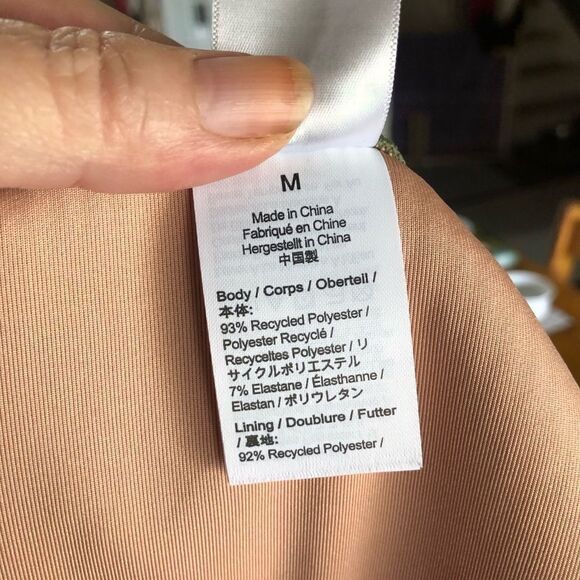 M
Made in China
Fabriqué en Chine
Hergestellt in China
中国製
Body / Corps / Oberteil /
本体:
93% Recycled Polyester /
Polyester Recyclé /
Recyceltes Polyester / リ
サイクルポリエステル
7% Elastane / Élasthanne /
Elastan / ポリウレタン
Lining / Doublure / Futter
/ 裏地:
92% Recycled Polyester /